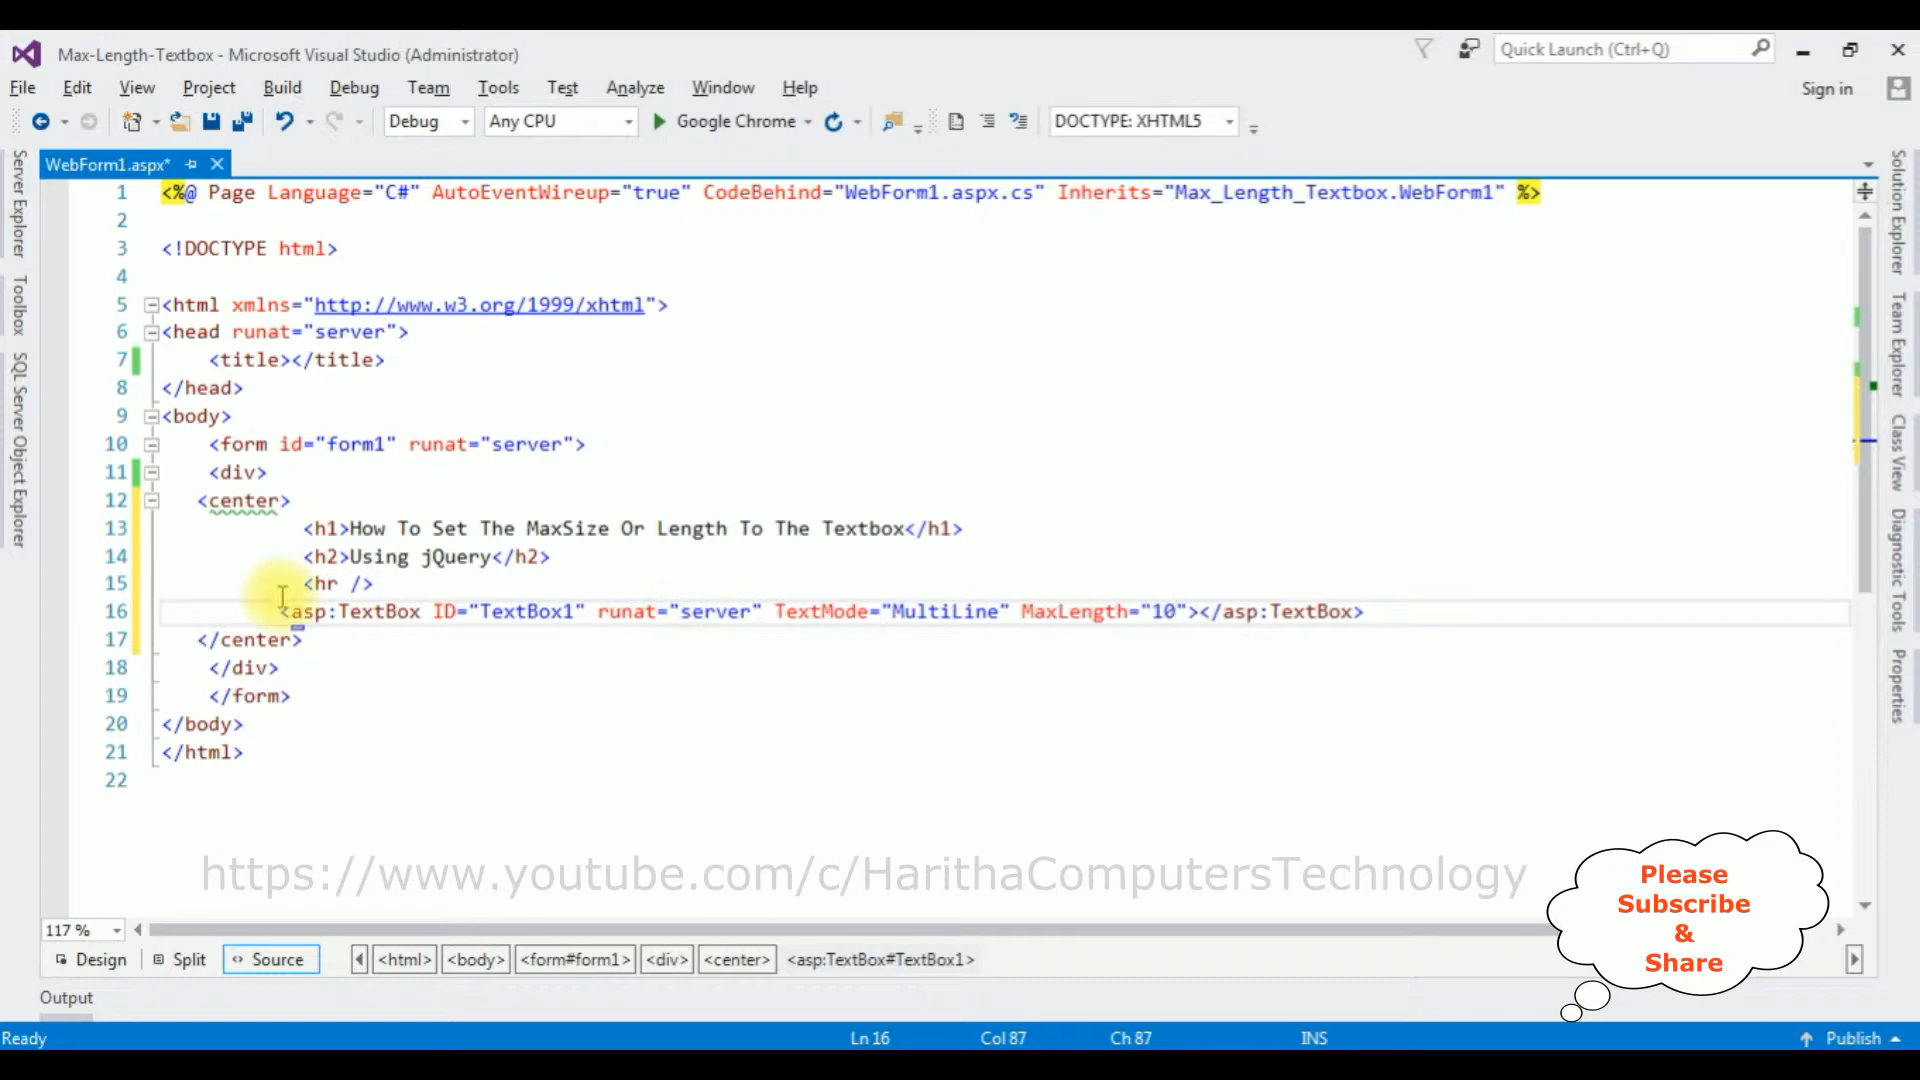 Max-Length-Textbox - Microsoft Visual Studio (Administrator)
Quick Launch (Ctrl+Q)
File Edit View Project Build Debug Team Tools Test Analyze Window Help
Sign in
Debug Any CPU Google Chrome DOCTYPE: XHTML5
WebForm1.aspx*
1 <%@ Page Language="C#" AutoEventWireup="true" CodeBehind="WebForm1.aspx.cs" Inherits="Max_Length_Textbox.WebForm1" %>
2
3 <!DOCTYPE html>
4
5 <html xmlns="http://www.w3.org/1999/xhtml">
6 <head runat="server">
7 <title></title>
8 </head>
9 <body>
10 <form id="form1" runat="server">
11 <div>
12 <center>
13 <h1>How To Set The MaxSize Or Length To The Textbox</h1>
14 <h2>Using jQuery</h2>
15 <hr />
16 <asp:TextBox ID="TextBox1" runat="server" TextMode="MultiLine" MaxLength="10"></asp:TextBox>
17 </center>
18 </div>
19 </form>
20 </body>
21 </html>
22
Server Explorer
Toolbox
SQL Server Object Explorer
Solution Explorer
Team Explorer
Class View
Diagnostic Tools
Properties
https://www.youtube.com/c/HarithaComputersTechnology
Please
Subscribe
&
Share
117 %
Design Split Source <html> <body> <form#form1> <div> <center> <asp:TextBox#TextBox1>
Output
Ready Ln 16 Col 87 Ch 87 INS Publish